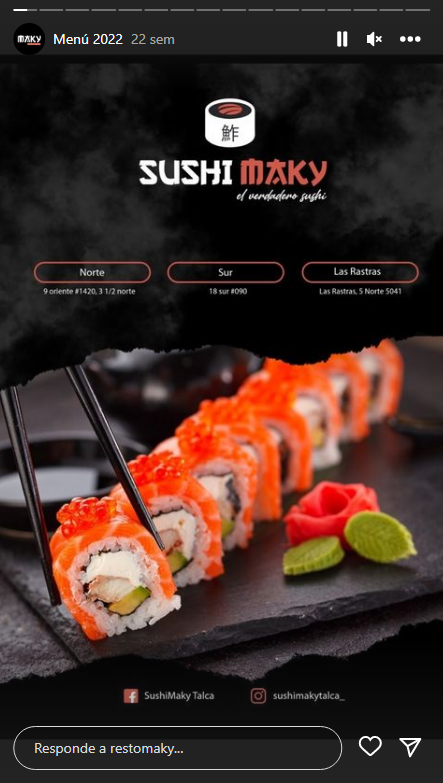 MAKY
Menú 2022 22 sem
鮓
SUSHI MAKY
el verdadero sushi
Norte
Sur
Las Rastras
9 oriente #1420, 3 1/2 norte
18 sur #090
Las Rastras, 5 Norte 5041
SushiMaky Talca
sushimakytalca_
Responde a restomaky...